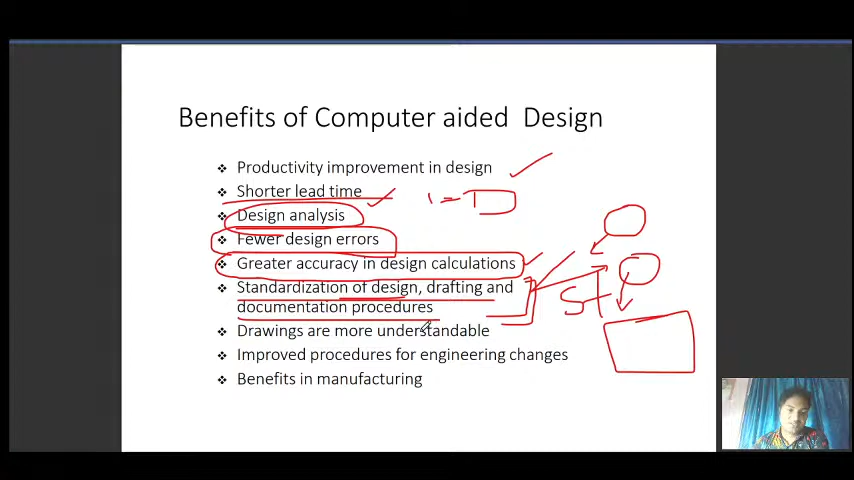 Benefits of Computer aided Design
❖ Productivity improvement in design
❖ Shorter lead time
❖ Design analysis
❖ Fewer design errors
❖ Greater accuracy in design calculations
❖ Standardization of design, drafting and
documentation procedures
St
❖ Drawings are more understandable
❖ Improved procedures for engineering changes
❖ Benefits in manufacturing